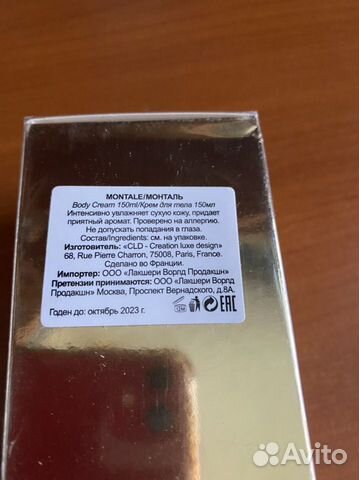 MONTALE/МОНТАЛЬ
Body Cream 150ml/Крем для тела 150мл
Интенсивно увлажняет сухую кожу, придает
приятный аромат. Проверено на аллергию.
Не допускать попадания в глаза.
Состав/Ingredients: см. на упаковке.
Изготовитель: «CLD - Creation luxe design»
68, Rue Pierre Charron, 75008, Paris, France.
Сделано во Франции.
Импортер: ООО «Лакшери Ворлд Продакшн»
Претензии принимаются: ООО «Лакшери Ворлд
Продакшн» Москва, Проспект Вернадского, д.8А.
Годен до: октябрь 2023 г.
EAC
Avito